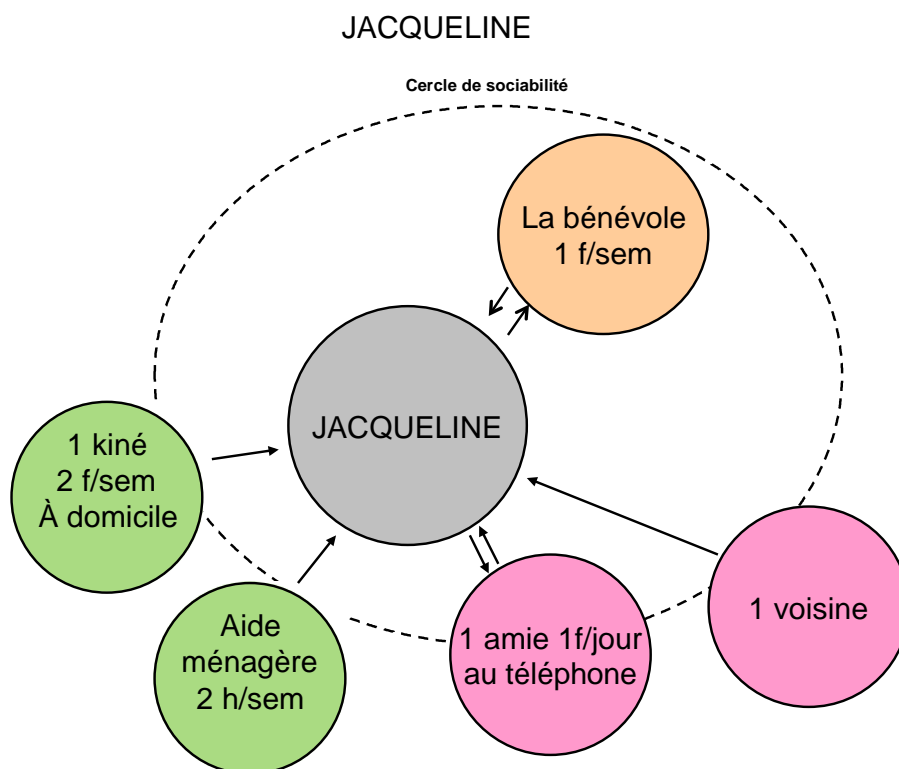 JACQUELINE
Cercle de sociabilité
La bénévole
1 f/sem
JACQUELINE
1 kiné
2 f/sem
À domicile
Aide
ménagère
2 h/sem
1 amie 1f/jour
au téléphone
1 voisine